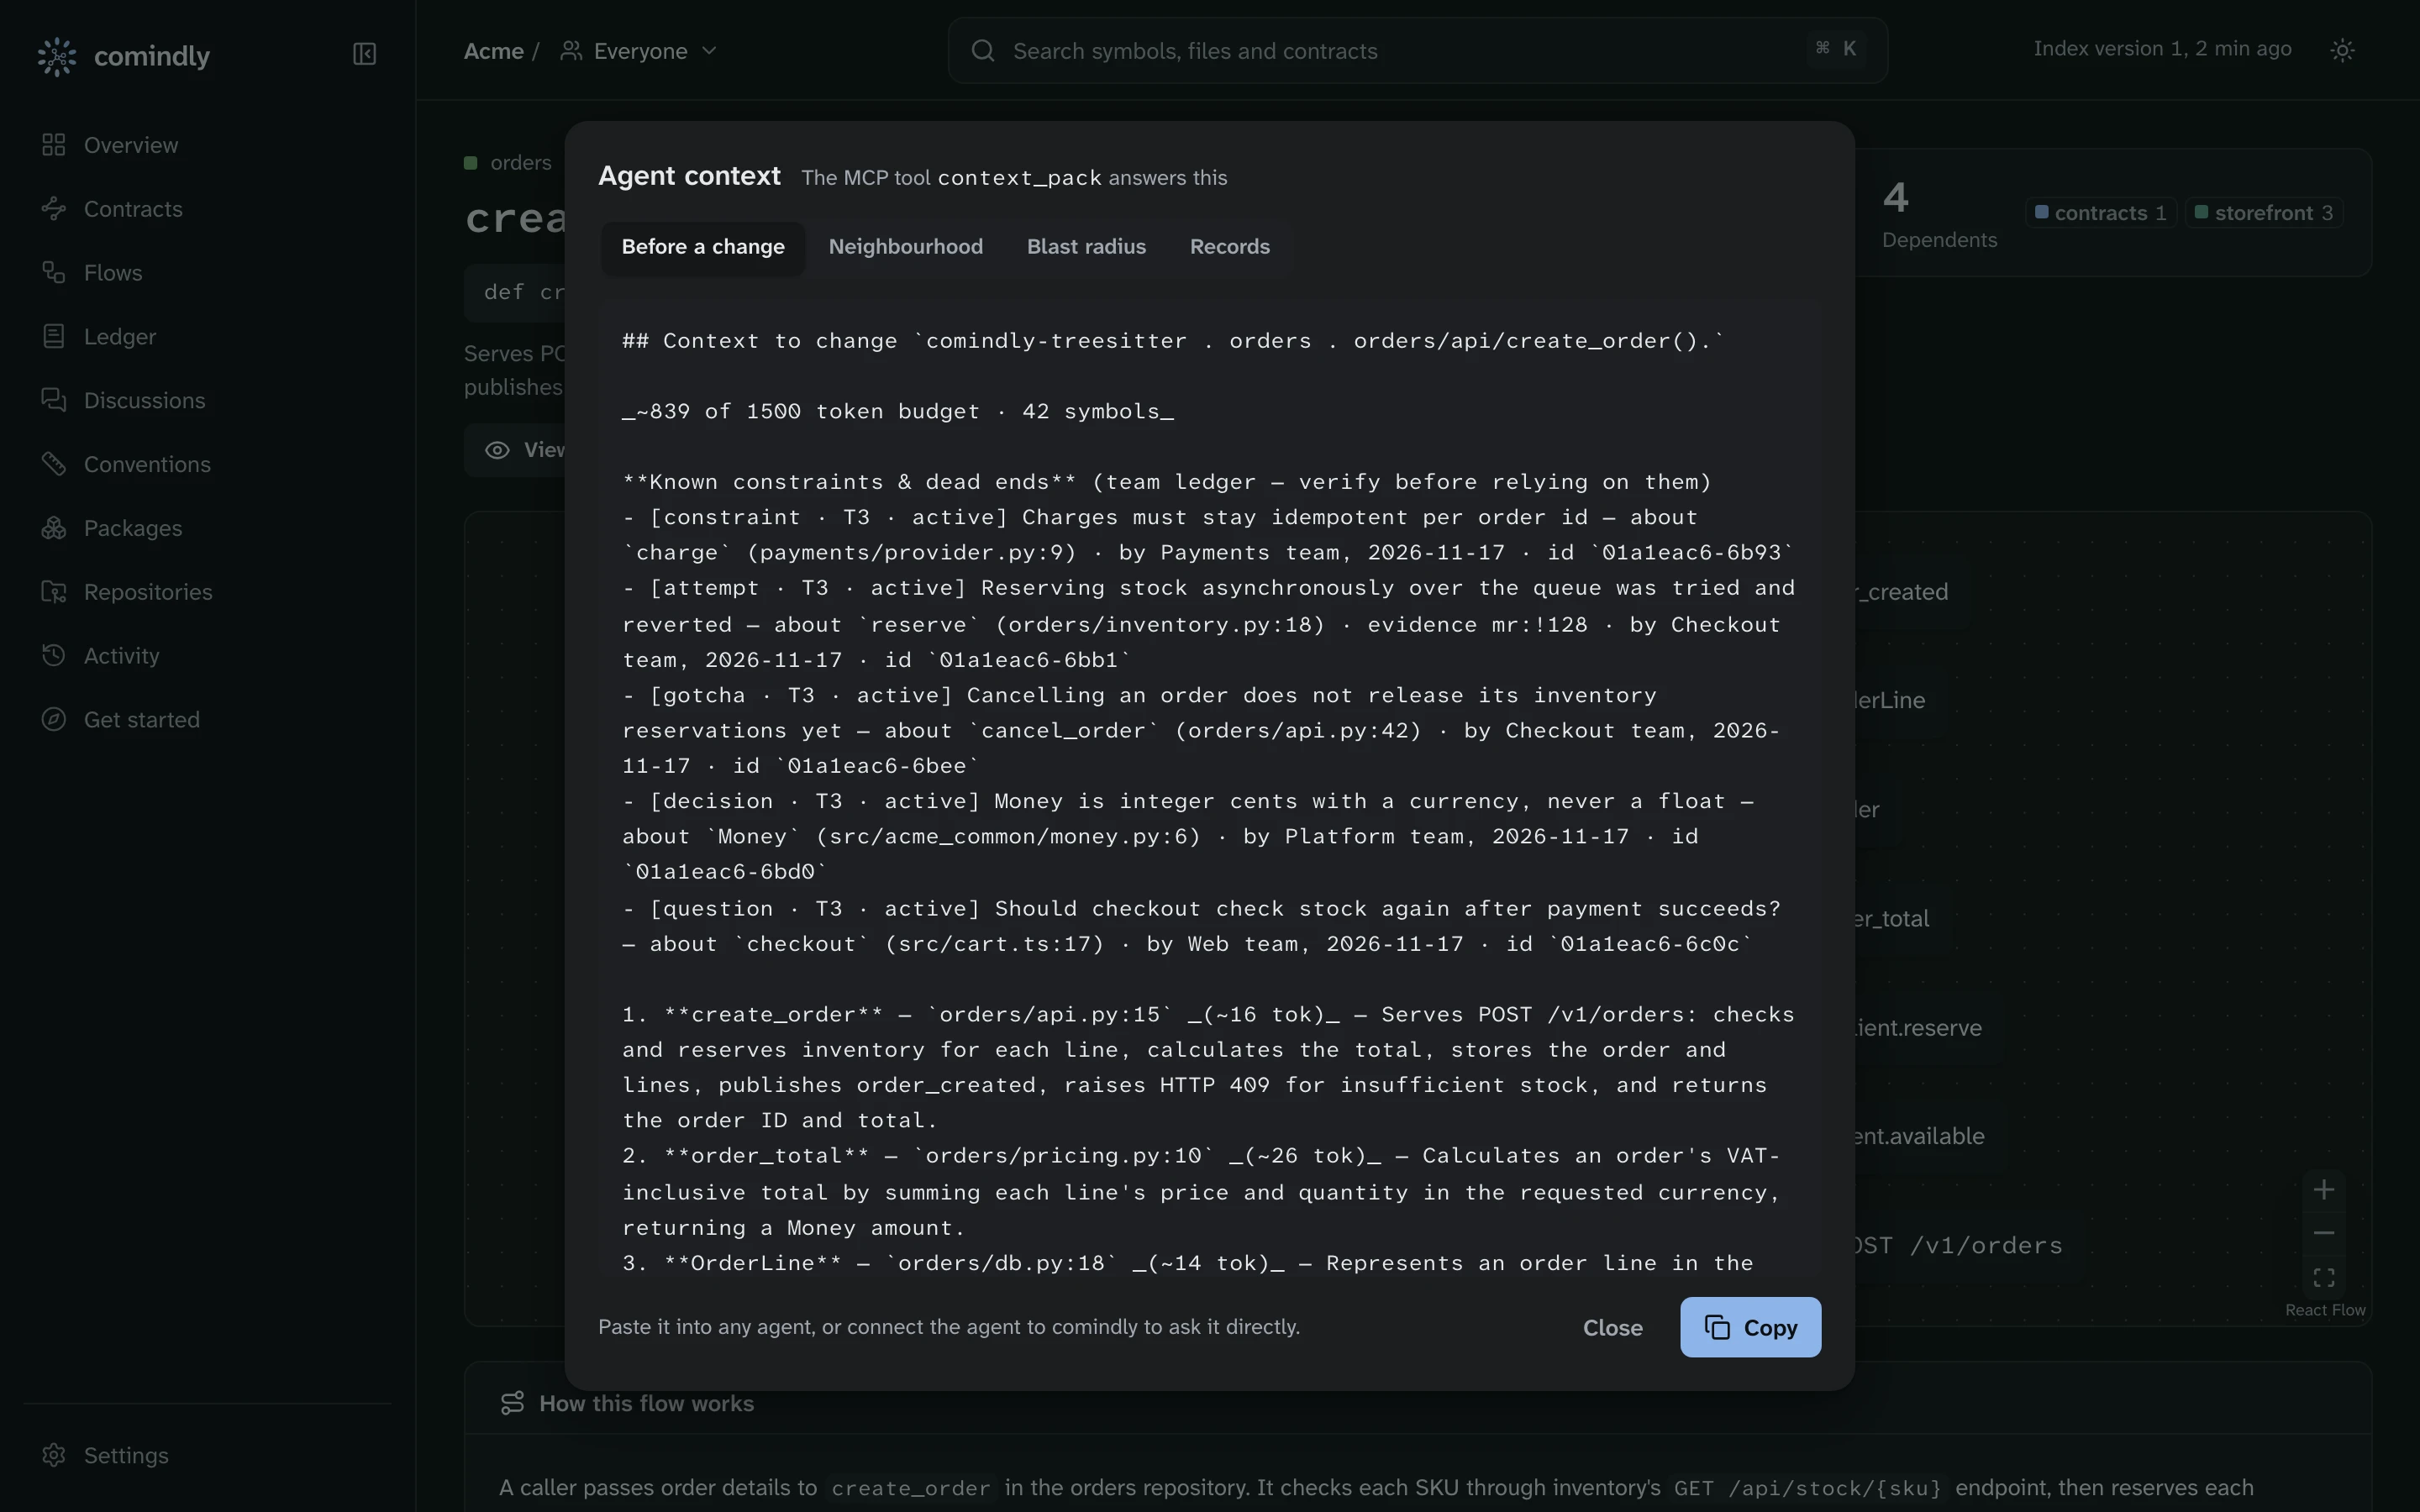 comindly
Acme / Everyone
Search symbols, files and contracts
⌘ K
Index version 1, 2 min ago
Overview
Contracts
Flows
Ledger
Discussions
Conventions
Packages
Repositories
Activity
Get started
Settings
orders
crea
def cr
Serves PO
publishes
View
4
Dependents
contracts 1
storefront 3
Agent context The MCP tool context_pack answers this
Before a change
Neighbourhood
Blast radius
Records
## Context to change `comindly-treesitter . orders . orders/api/create_order().`
_~839 of 1500 token budget · 42 symbols_
**Known constraints & dead ends** (team ledger — verify before relying on them)
- [constraint · T3 · active] Charges must stay idempotent per order id — about
`charge` (payments/provider.py:9) · by Payments team, 2026-11-17 · id `01a1eac6-6b93`
- [attempt · T3 · active] Reserving stock asynchronously over the queue was tried and
reverted — about `reserve` (orders/inventory.py:18) · evidence mr:!128 · by Checkout
team, 2026-11-17 · id `01a1eac6-6bb1`
- [gotcha · T3 · active] Cancelling an order does not release its inventory
reservations yet — about `cancel_order` (orders/api.py:42) · by Checkout team, 2026-
11-17 · id `01a1eac6-6bee`
- [decision · T3 · active] Money is integer cents with a currency, never a float —
about `Money` (src/acme_common/money.py:6) · by Platform team, 2026-11-17 · id
`01a1eac6-6bd0`
- [question · T3 · active] Should checkout check stock again after payment succeeds?
— about `checkout` (src/cart.ts:17) · by Web team, 2026-11-17 · id `01a1eac6-6c0c`
1. **create_order** — `orders/api.py:15` _(~16 tok)_ — Serves POST /v1/orders: checks
and reserves inventory for each line, calculates the total, stores the order and
lines, publishes order_created, raises HTTP 409 for insufficient stock, and returns
the order ID and total.
2. **order_total** — `orders/pricing.py:10` _(~26 tok)_ — Calculates an order's VAT-
inclusive total by summing each line's price and quantity in the requested currency,
returning a Money amount.
3. **OrderLine** — `orders/db.py:18` _(~14 tok)_ — Represents an order line in the
Paste it into any agent, or connect the agent to comindly to ask it directly.
Close
Copy
r_created
lerLine
ler
er_total
ient.reserve
ent.available
OST /v1/orders
React Flow
How this flow works
A caller passes order details to create_order in the orders repository. It checks each SKU through inventory's GET /api/stock/{sku} endpoint, then reserves each